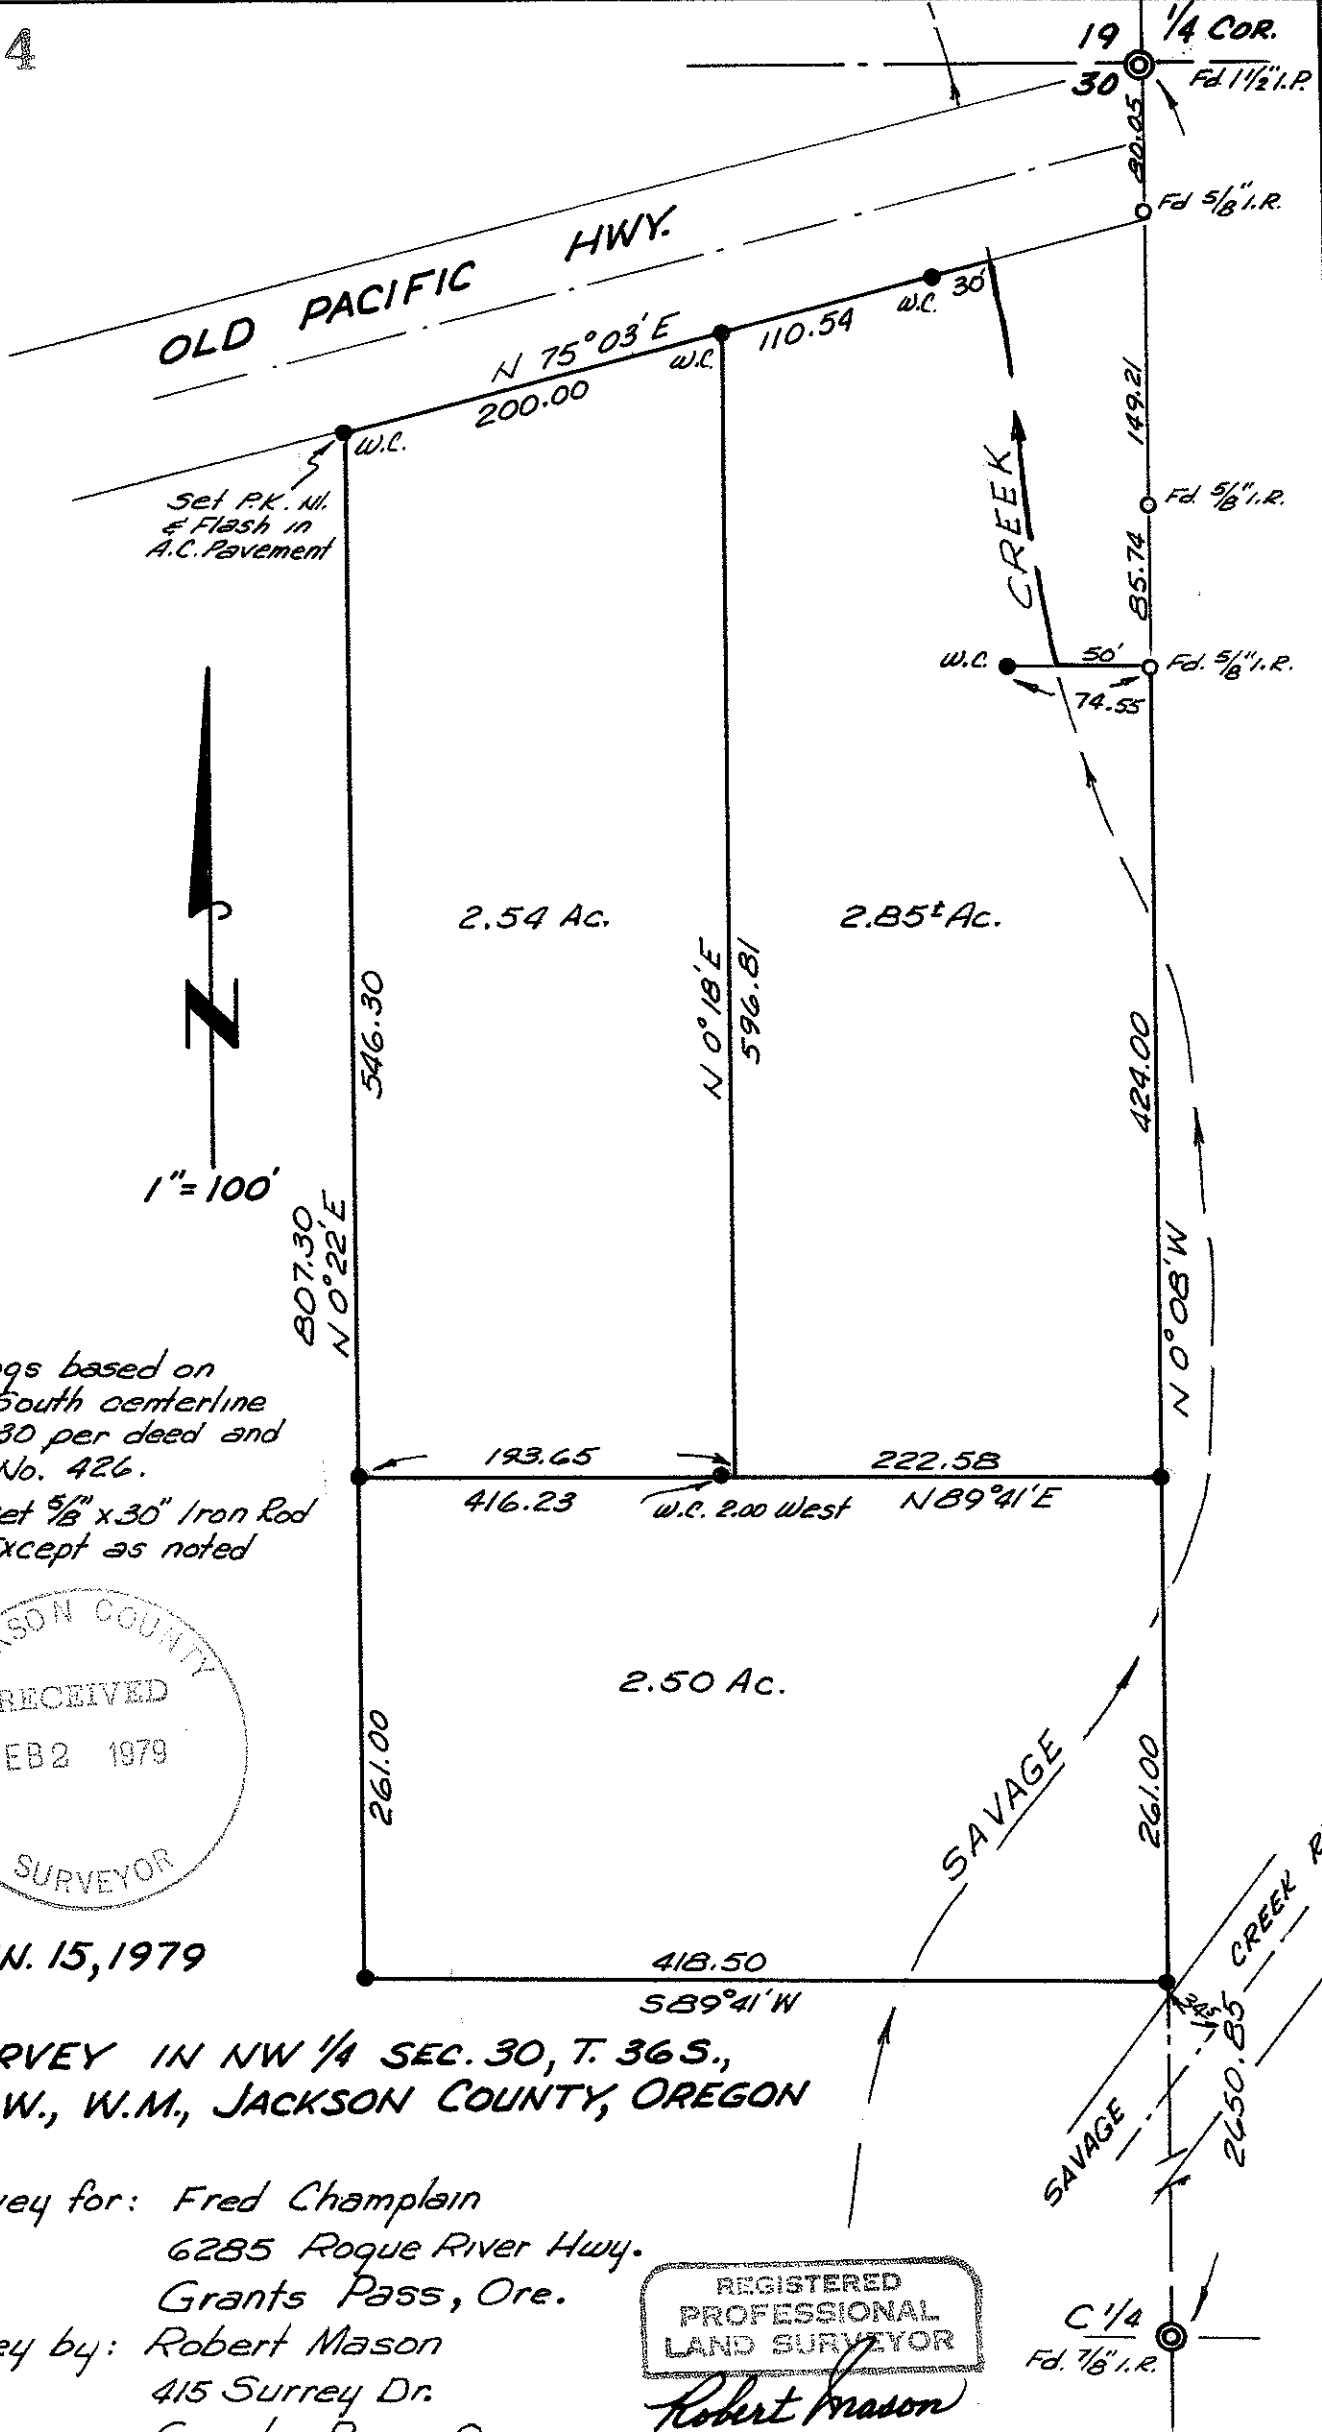 4
19 1/4 COR.
30 Fd 1 1/2" I.P.
80.05
Fd 5/8" I.R.
OLD PACIFIC HWY.
W.C. 30'
N 75°03' E
W.C. 110.54
200.00
W.C.
149.21
Set P.K. Nl.
& Flash in
A.C. Pavement
CREEK
Fd. 5/8" I.R.
85.74
W.C. 50' Fd. 5/8" I.R.
74.55
2.54 Ac.
2.85± Ac.
N
546.30
N 0°18' E
596.81
424.00
1"=100'
807.30
N 0°22' E
N 0°08' W
based on
South centerline
30 per deed and
No. 426.
193.65
222.58
416.23
W.C. 2.00 West
N 89°41' E
5/8" x 30" Iron Rod
except as noted
COUNTY
RECEIVED
2 1979
SURVEYOR
2.50 Ac.
261.00
SAVAGE
261.00
15, 1979
418.50
S 89°41' W
SAVAGE CREEK
2650.85
IN NW 1/4 SEC. 30, T. 36 S.,
W., W.M., JACKSON COUNTY, OREGON
for: Fred Champlain
6285 Rogue River Hwy.
Grants Pass, Ore.
by: Robert Mason
415 Surrey Dr.
REGISTERED
PROFESSIONAL
LAND SURVEYOR
Robert Mason
C 1/4
Fd. 7/8" I.R.